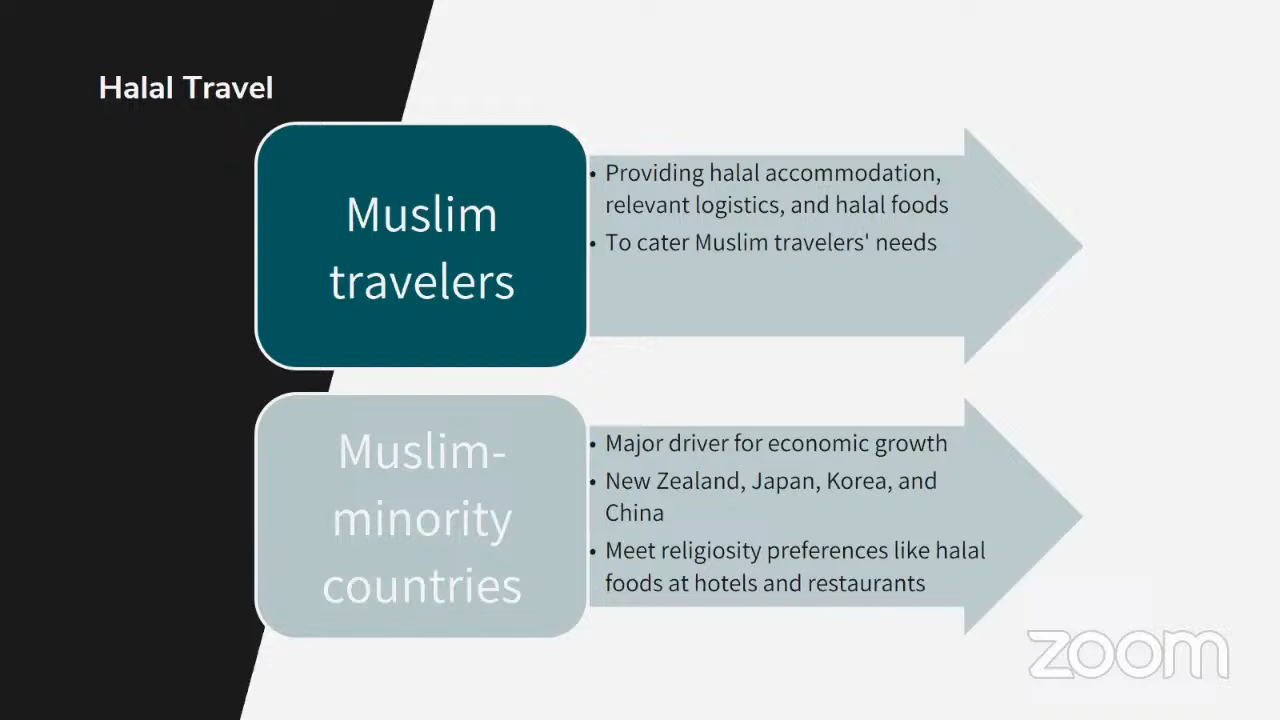 Halal Travel
Muslim
travelers
• Providing halal accommodation,
relevant logistics, and halal foods
• To cater Muslim travelers' needs
Muslim-
minority
countries
• Major driver for economic growth
• New Zealand, Japan, Korea, and
China
• Meet religiosity preferences like halal
foods at hotels and restaurants
zoom